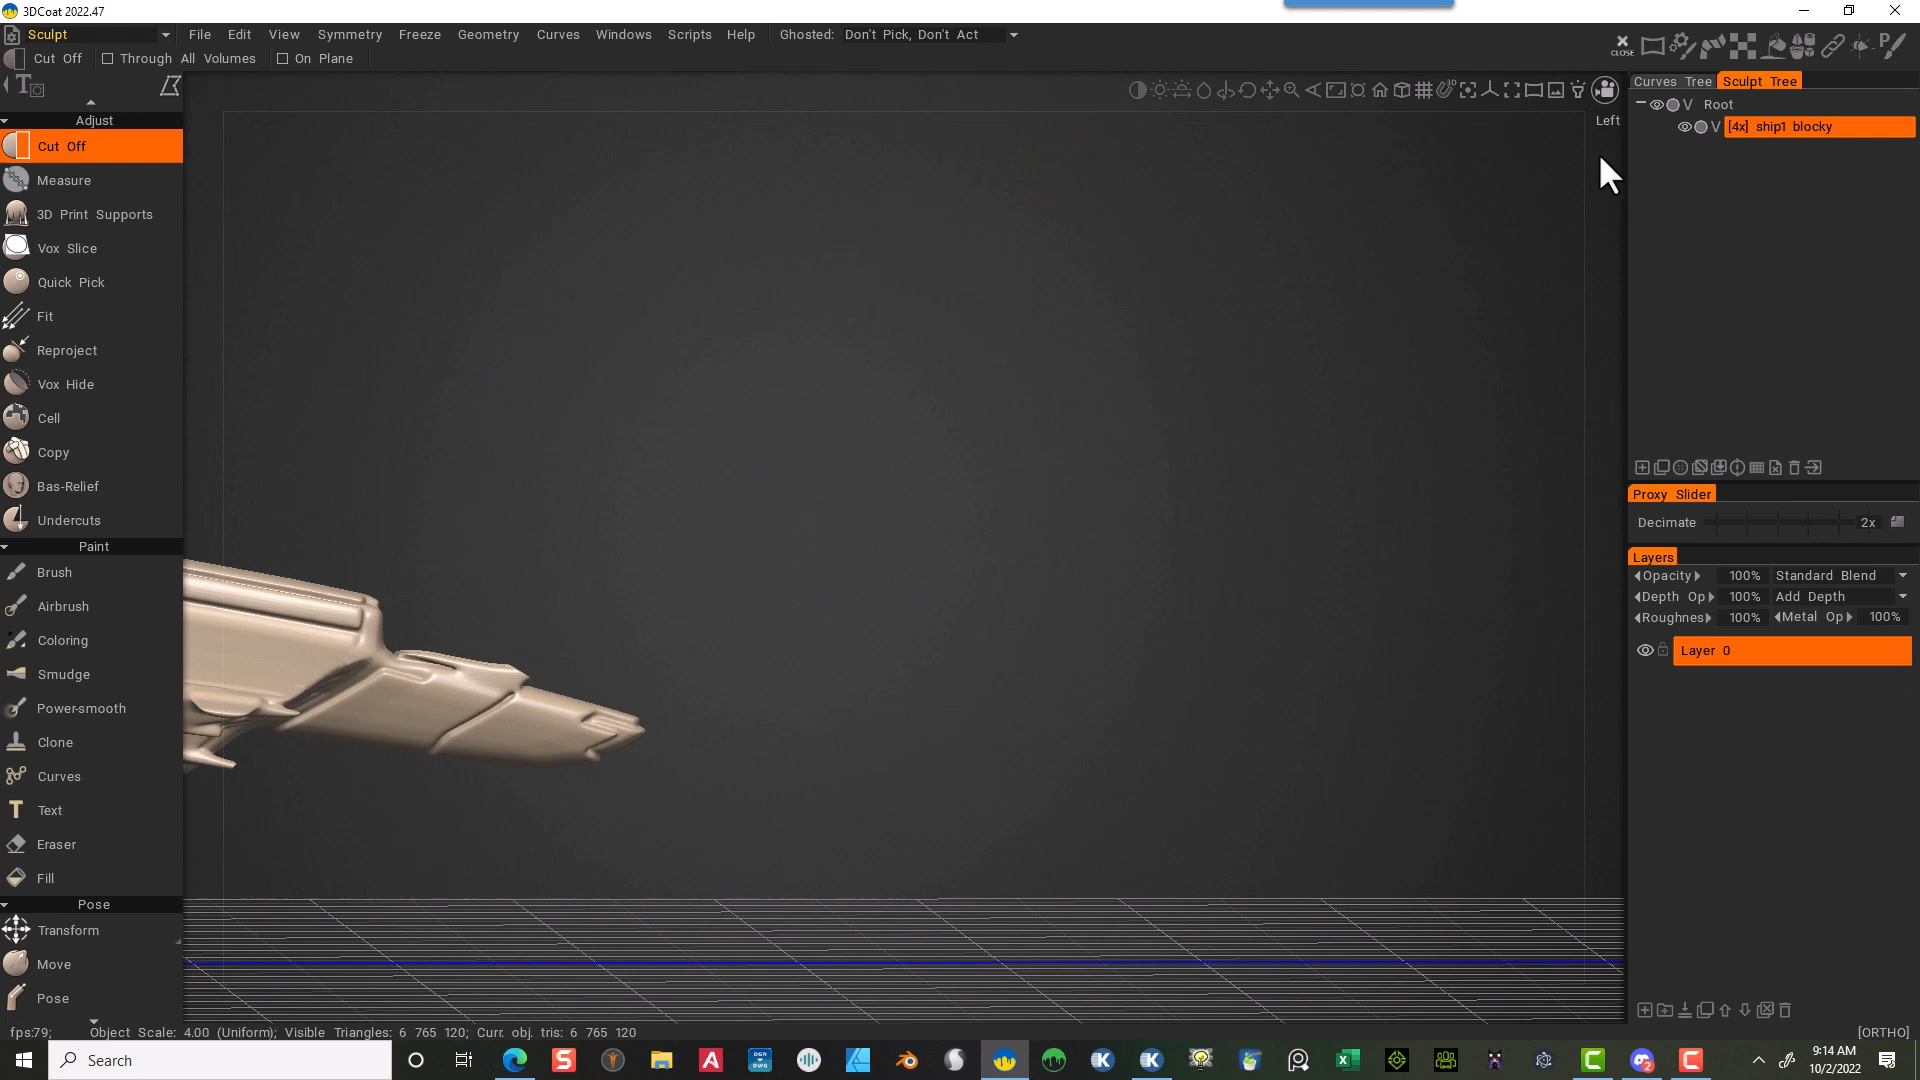 3DCoat 2022.47
Sculpt File Edit View Symmetry Freeze Geometry Curves Windows Scripts Help Ghosted: Don't Pick, Don't Act
CLOSE
Cut Off Through All Volumes On Plane
Adjust
Cut Off
Measure
3D Print Supports
Vox Slice
Quick Pick
Fit
Reproject
Vox Hide
Cell
Copy
Bas-Relief
Undercuts
Paint
Brush
Airbrush
Coloring
Smudge
Power-smooth
Clone
Curves
Text
Eraser
Fill
Pose
Transform
Move
Pose
Left
Curves Tree Sculpt Tree
V Root
V [4x] ship1 blocky
Proxy Slider
Decimate 2x
Layers
Opacity 100% Standard Blend
Depth Op 100% Add Depth
Roughness 100% Metal Op 100%
Layer 0
fps:79; Object Scale: 4.00 (Uniform); Visible Triangles: 6 765 120; Curr. obj. tris: 6 765 120
[ORTHO]
Search
9:14 AM
10/2/2022